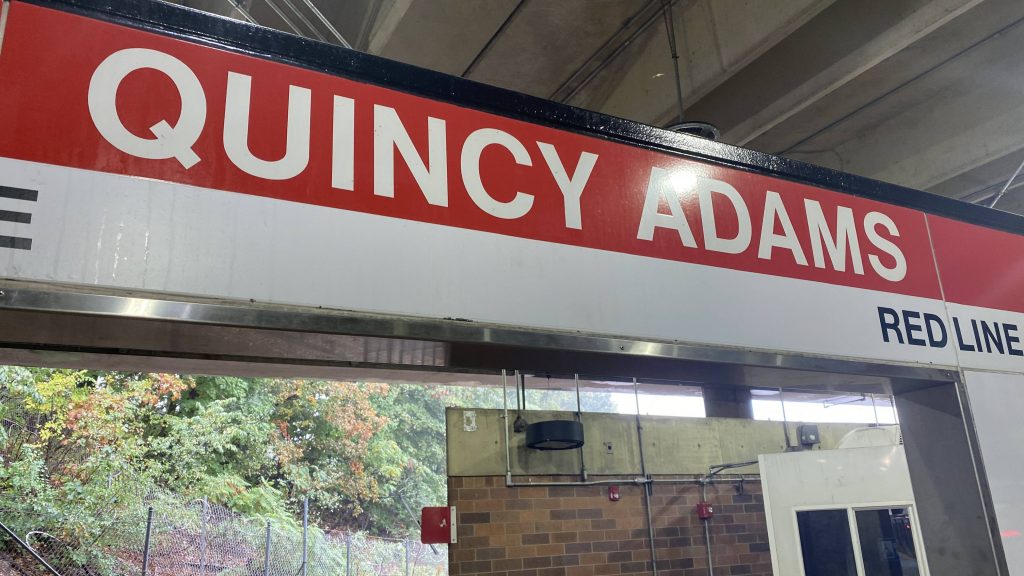 QUINCY ADAMS
RED LINE